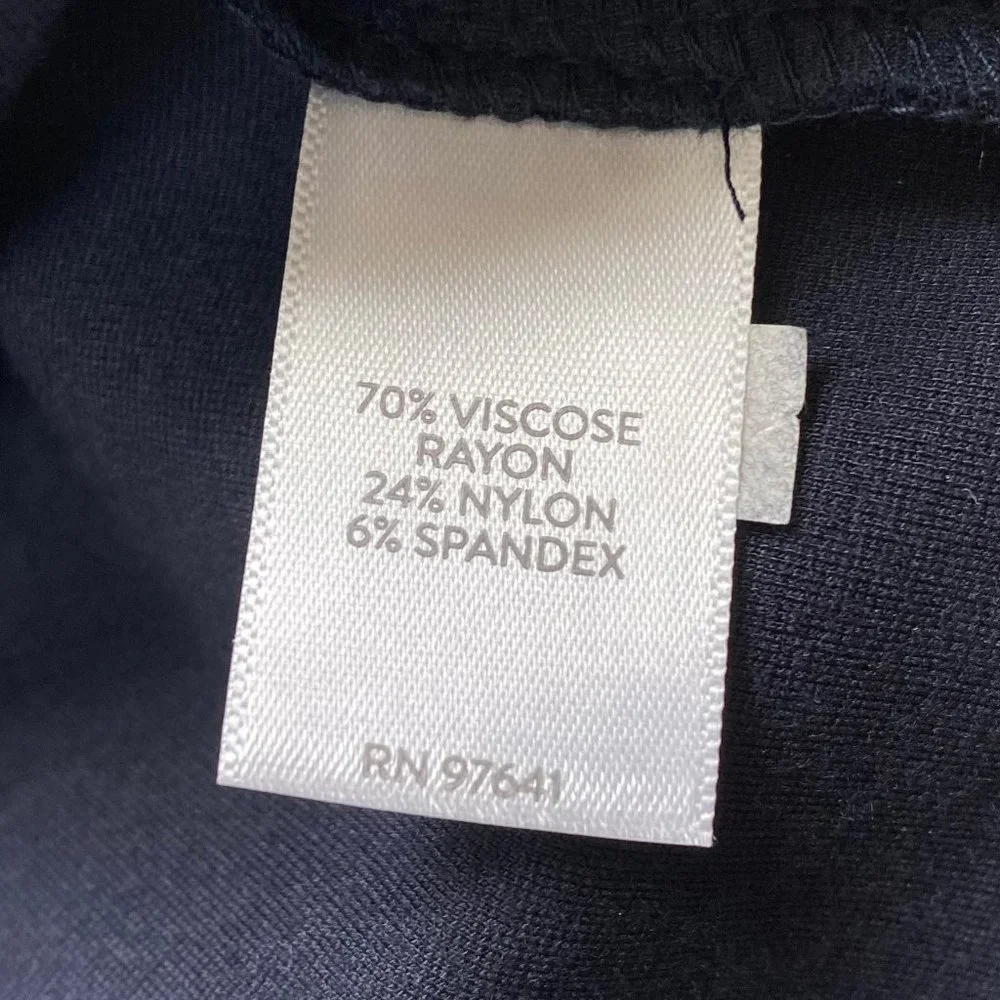 70% VISCOSE
RAYON
24% NYLON
6% SPANDEX
RN 97641